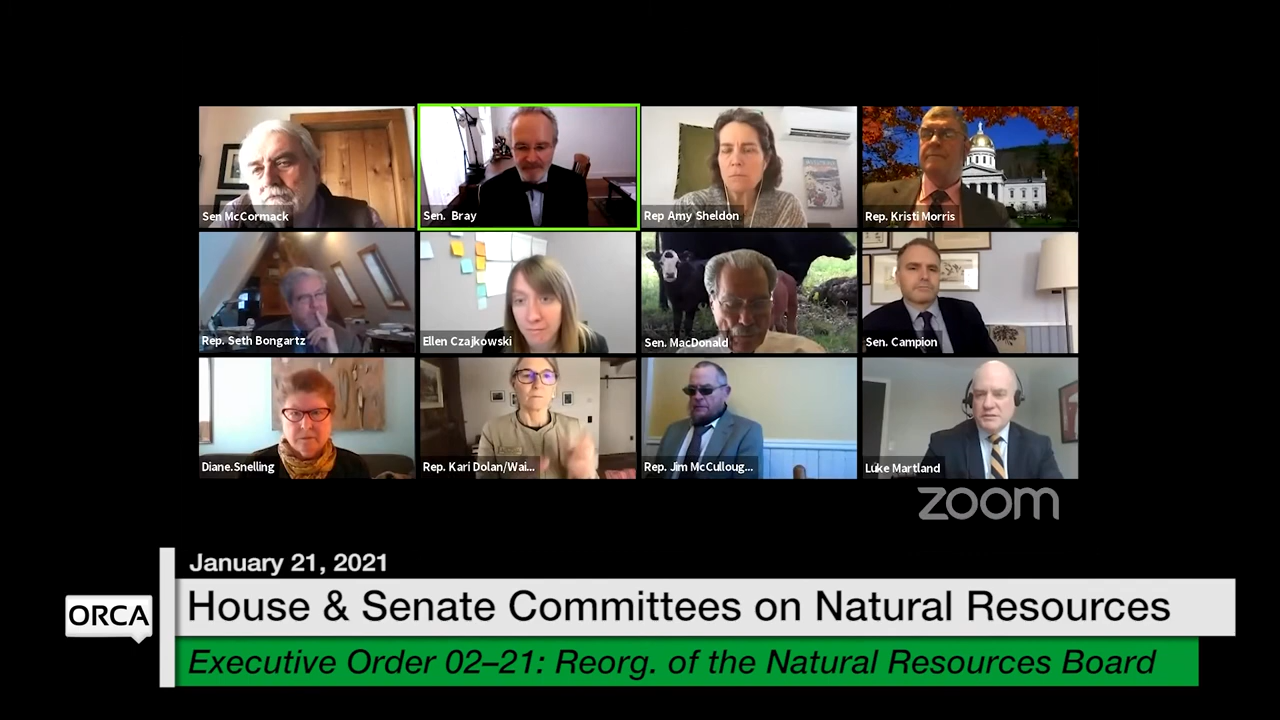 Sen McCormack
Sen. Bray
Rep Amy Sheldon
Rep. Kristi Morris
Rep. Seth Bongartz
Ellen Czajkowski
Sen. MacDonald
Sen. Campion
Diane.Snelling
Rep. Kari Dolan/Wai...
Rep. Jim McCulloug...
Luke Martland
zoom
January 21, 2021
ORCA
House & Senate Committees on Natural Resources
Executive Order 02–21: Reorg. of the Natural Resources Board